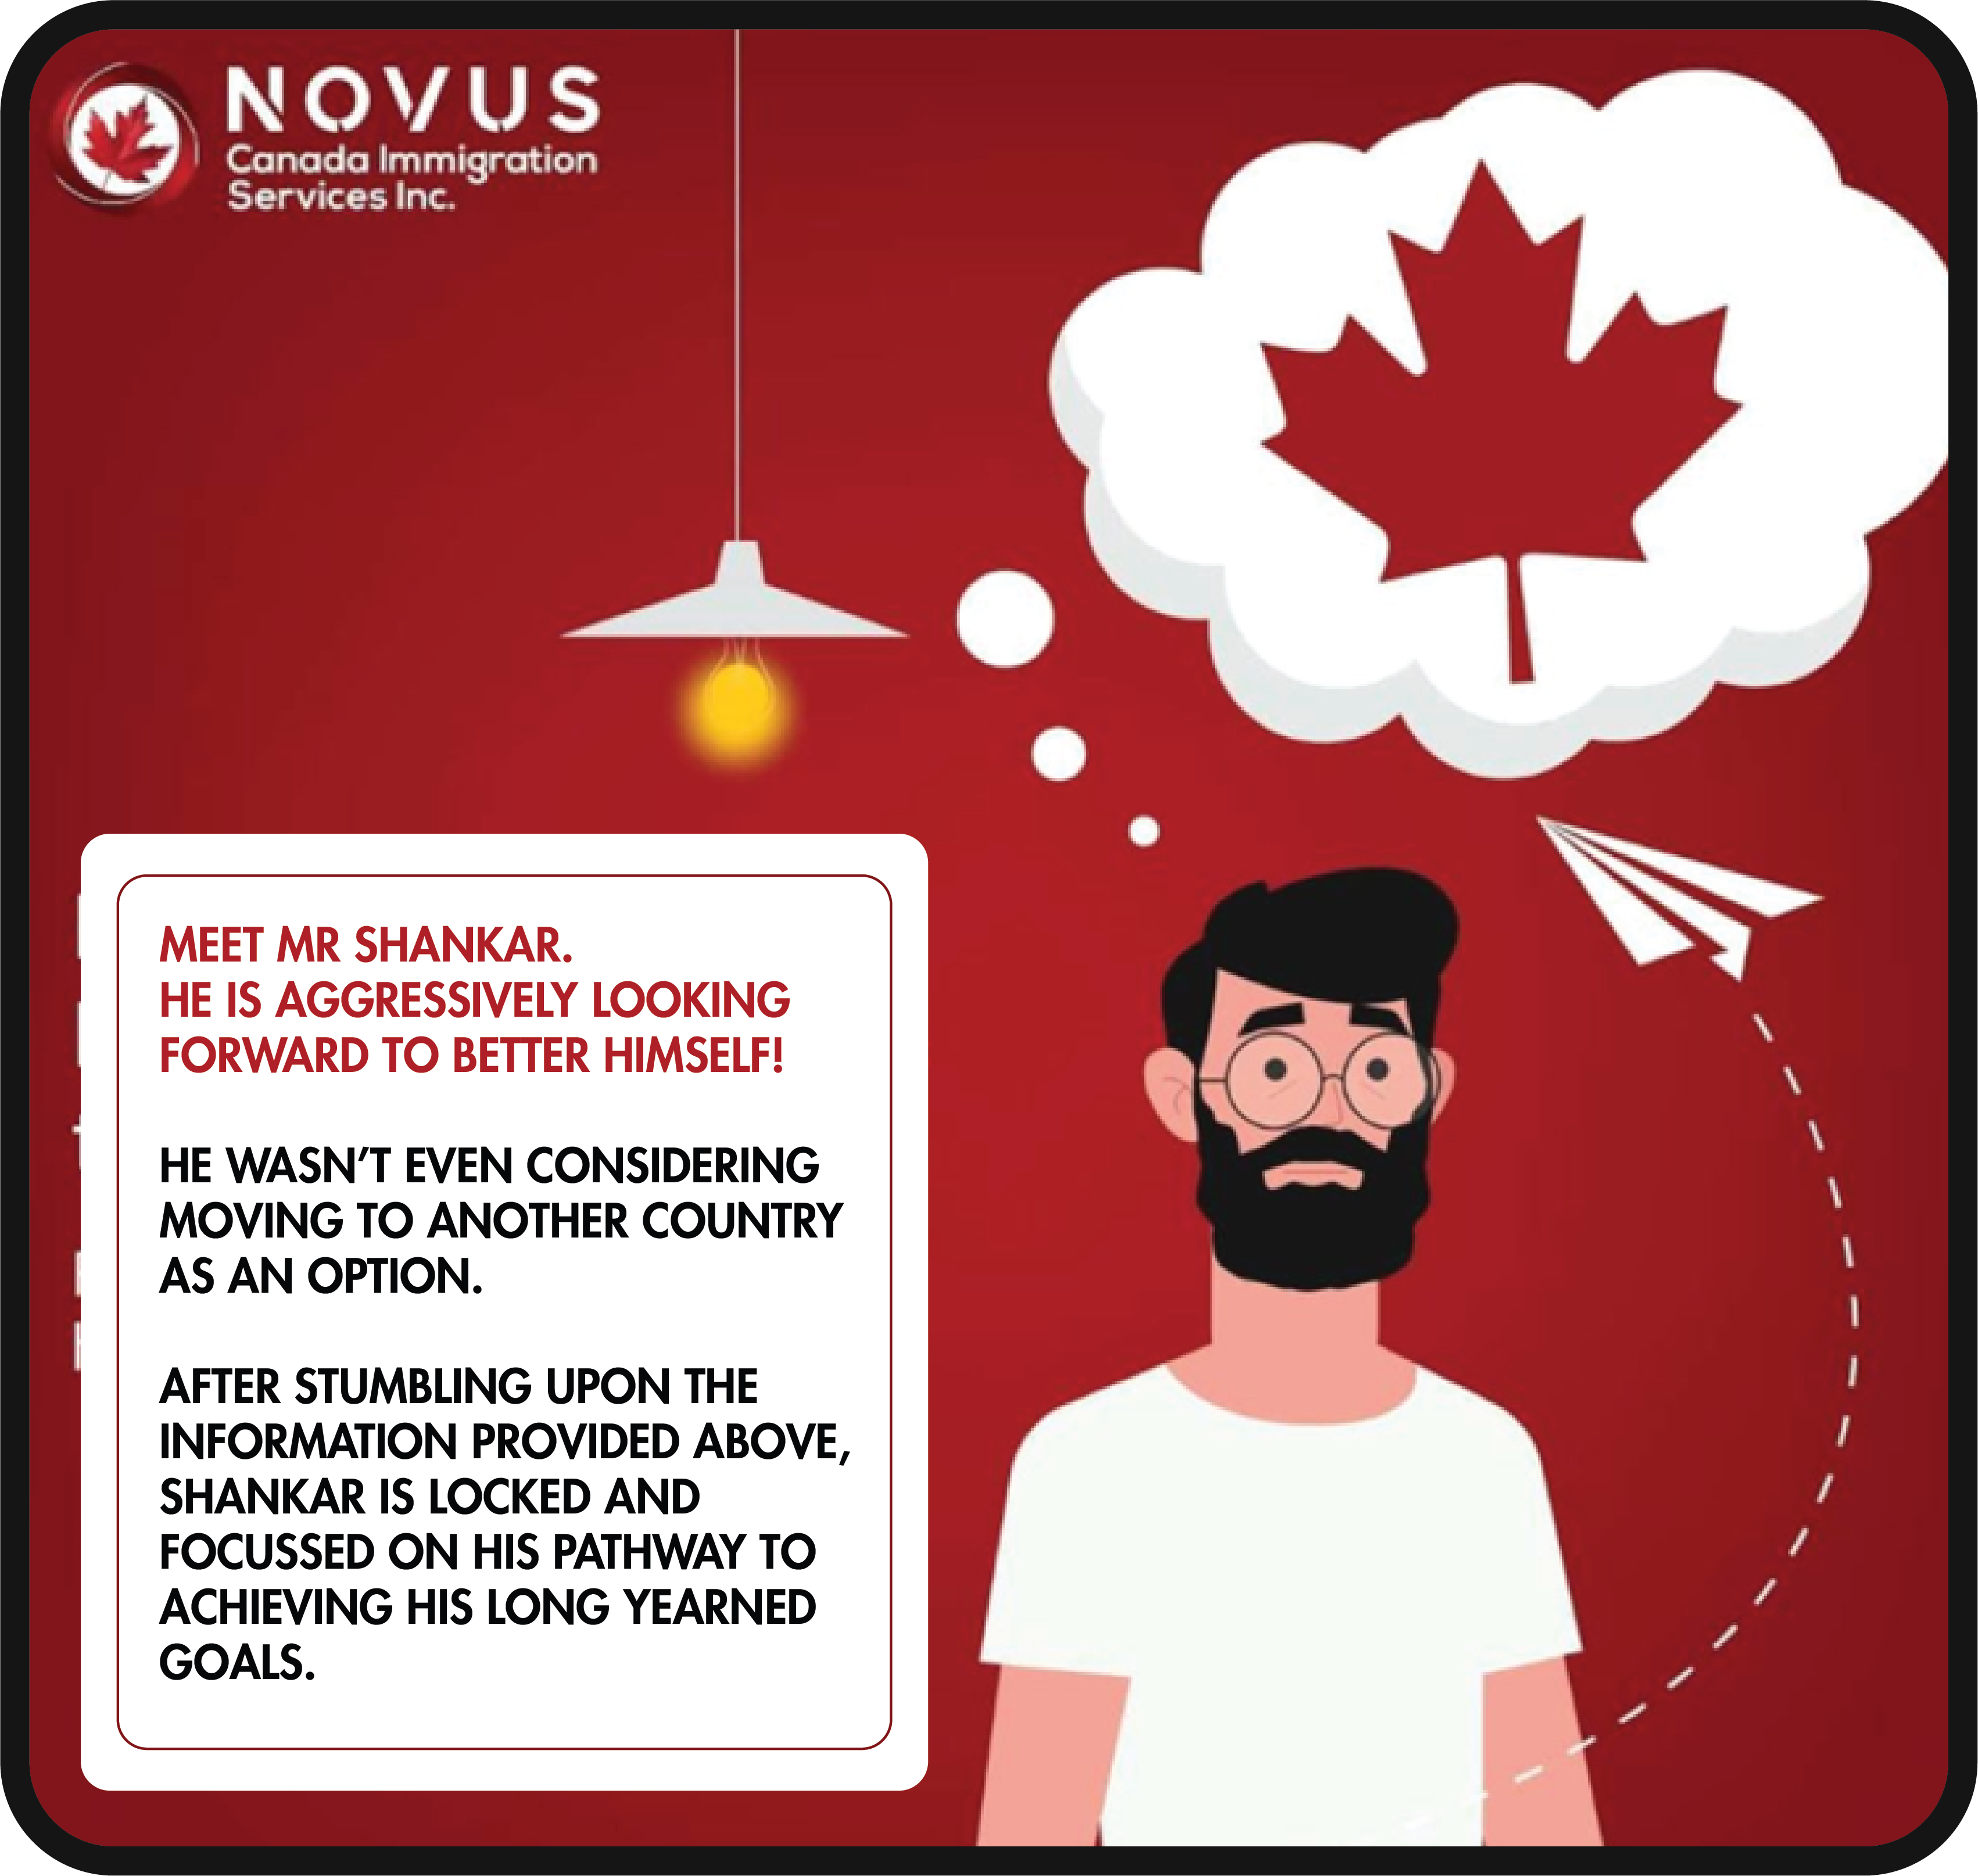 NOVUS
Canada Immigration
Services Inc.
MEET MR SHANKAR.
HE IS AGGRESSIVELY LOOKING
FORWARD TO BETTER HIMSELF!
HE WASN'T EVEN CONSIDERING
MOVING TO ANOTHER COUNTRY
AS AN OPTION.
AFTER STUMBLING UPON THE
INFORMATION PROVIDED ABOVE,
SHANKAR IS LOCKED AND
FOCUSSED ON HIS PATHWAY TO
ACHIEVING HIS LONG YEARNED
GOALS.